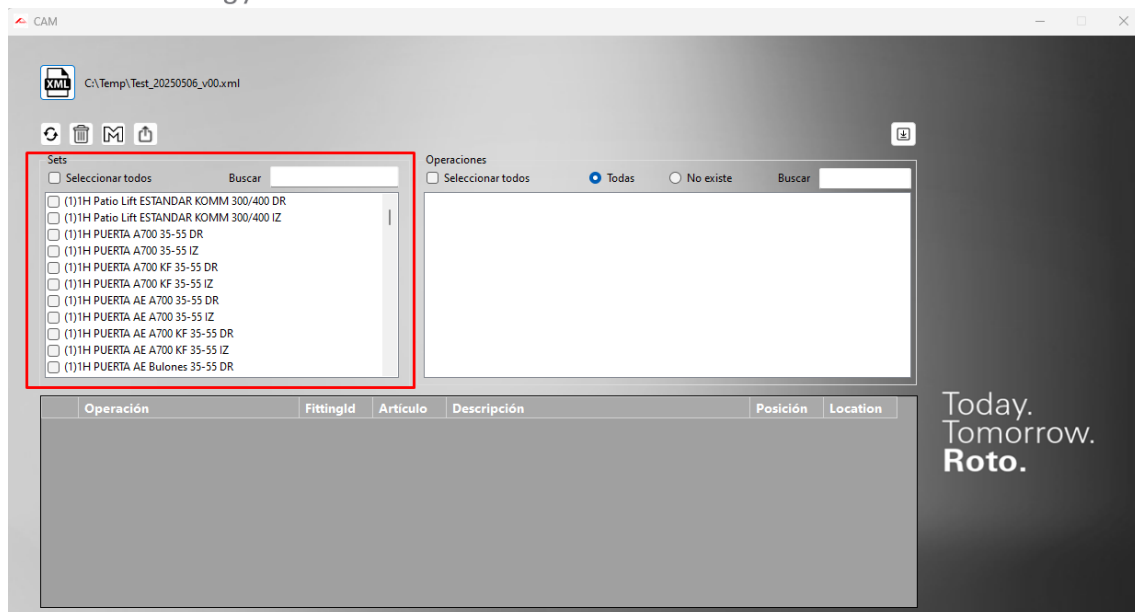 CAM
XML
C:\Temp\Test_20250506_v00.xml
Sets
Seleccionar todos Buscar
(1)1H Patio Lift ESTANDAR KOMM 300/400 DR
(1)1H Patio Lift ESTANDAR KOMM 300/400 IZ
(1)1H PUERTA A700 35-55 DR
(1)1H PUERTA A700 35-55 IZ
(1)1H PUERTA A700 KF 35-55 DR
(1)1H PUERTA A700 KF 35-55 IZ
(1)1H PUERTA AE A700 35-55 DR
(1)1H PUERTA AE A700 35-55 IZ
(1)1H PUERTA AE A700 KF 35-55 DR
(1)1H PUERTA AE A700 KF 35-55 IZ
(1)1H PUERTA AE Bulones 35-55 DR
Operaciones
Seleccionar todos Todas No existe Buscar
Operación FittingId Artículo Descripción Posición Location
Today.
Tomorrow.
Roto.